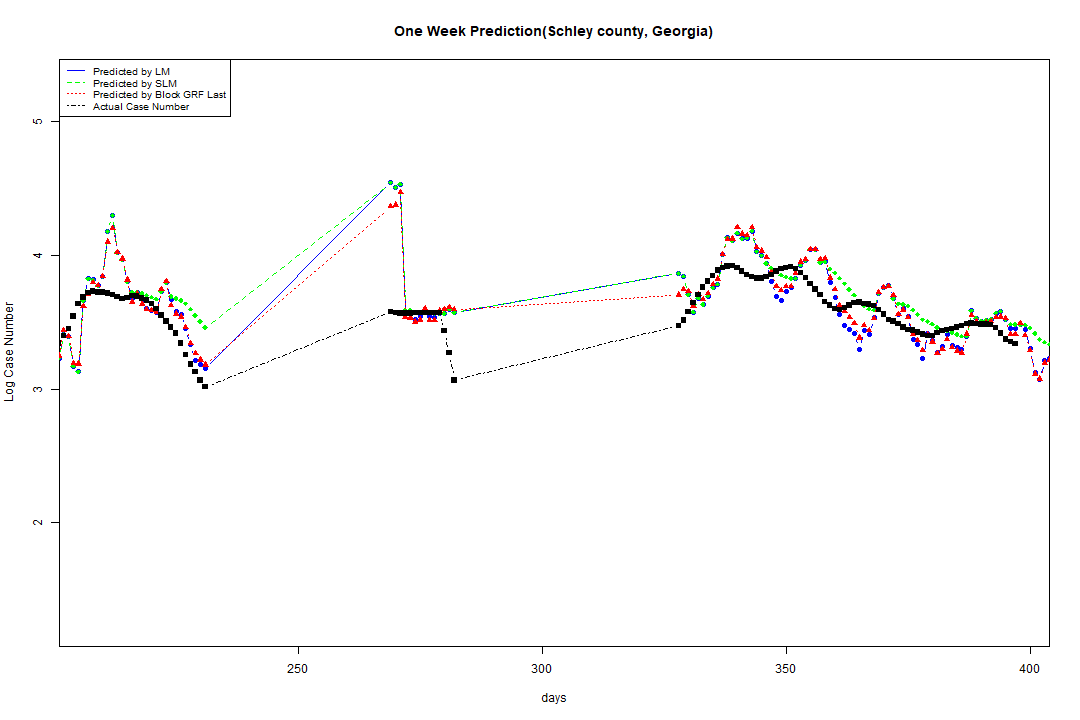 One Week Prediction(Schley county, Georgia)
Predicted by LM
Predicted by SLM
Predicted by Block GRF Last
Actual Case Number
5
4
3
2
Log Case Number
250
300
350
400
days